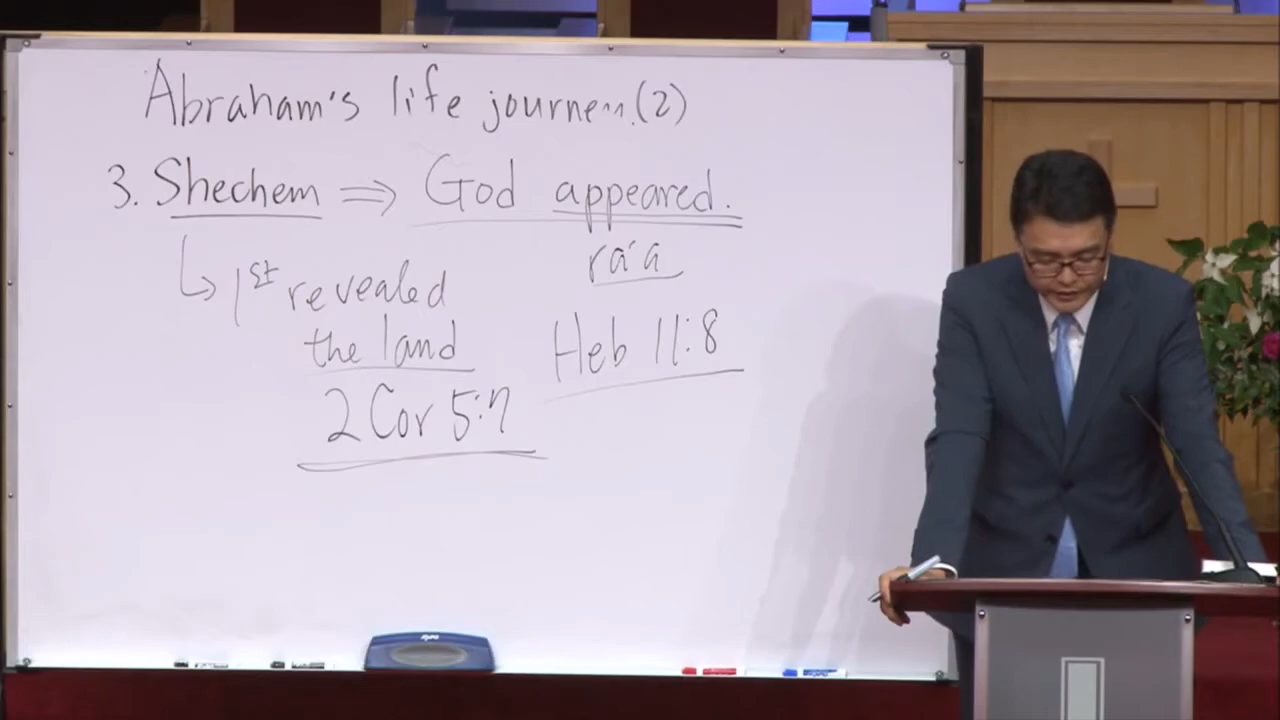 Abraham's life journey.(2)
3. Shechem ⇒ God appeared.
ra'a
↳ 1st revealed
the land
Heb 11:8
2 Cor 5:7